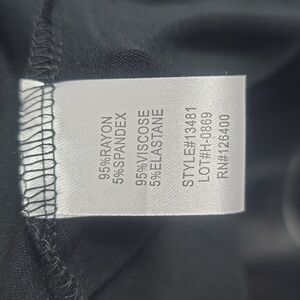 95%RAYON
5%SPANDEX
95%VISCOSE
5%ELASTANE
STYLE#13481
LOT#H-0869
RN#126400